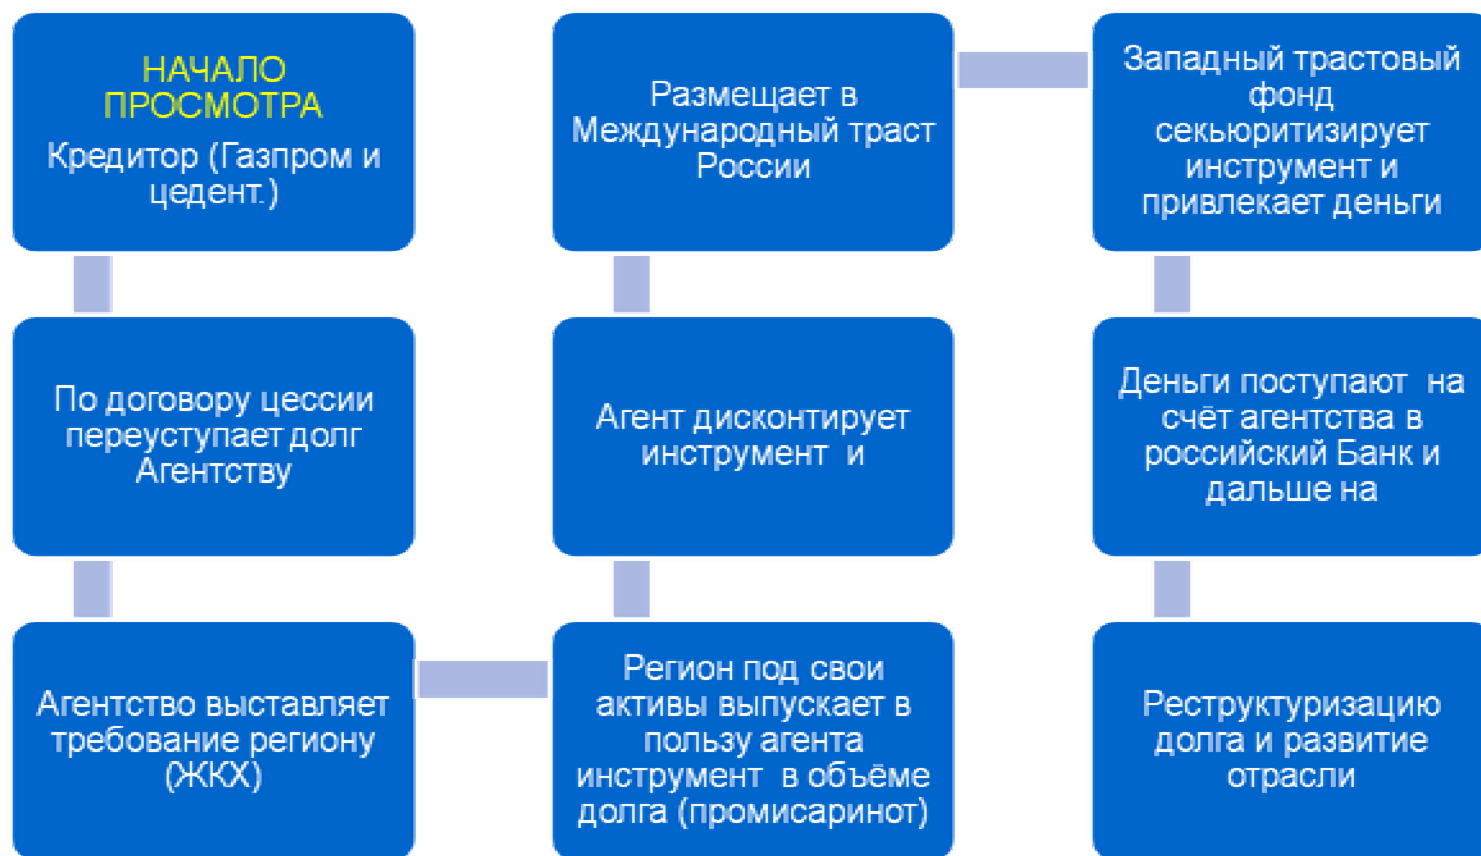 НАЧАЛО
ПРОСМОТРА
Кредитор (Газпром и
цедент.)
По договору цессии
переуступает долг
Агентству
Агентство выставляет
требование региону
(ЖКХ)
Регион под свои
активы выпускает в
пользу агента
инструмент в объёме
долга (промисаринот)
Агент дисконтирует
инструмент и
Размещает в
Международный траст
России
Западный трастовый
фонд
секьюритизирует
инструмент и
привлекает деньги
Деньги поступают на
счёт агентства в
российский Банк и
дальше на
Реструктуризацию
долга и развитие
отрасли